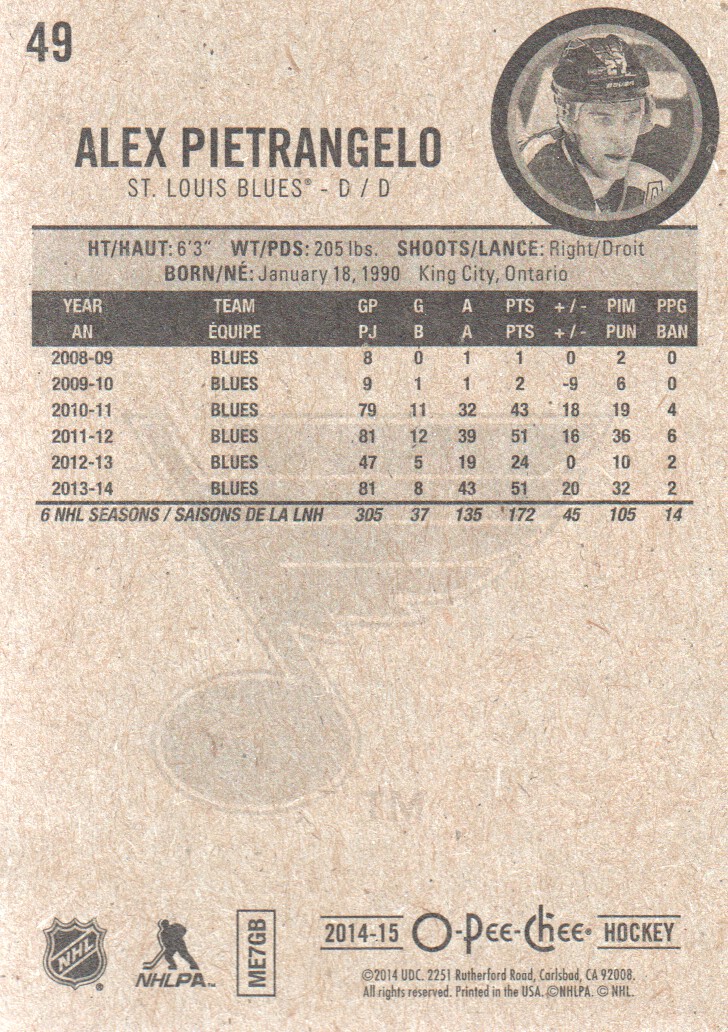 49
ALEX PIETRANGELO
ST. LOUIS BLUES® - D / D
HT/HAUT: 6'3" WT/PDS: 205 lbs. SHOOTS/LANCE: Right/Droit
BORN/NÉ: January 18, 1990 King City, Ontario
YEAR TEAM GP G A PTS + / - PIM PPG
AN ÉQUIPE PJ B A PTS + / - PUN BAN
2008-09 BLUES 8 0 1 1 0 2 0
2009-10 BLUES 9 1 1 2 -9 6 0
2010-11 BLUES 79 11 32 43 18 19 4
2011-12 BLUES 81 12 39 51 16 36 6
2012-13 BLUES 47 5 19 24 0 10 2
2013-14 BLUES 81 8 43 51 20 32 2
6 NHL SEASONS / SAISONS DE LA LNH 305 37 135 172 45 105 14
NHL ®
NHLPA™
ME7GB
2014-15 O-Pee-Chee® HOCKEY
©2014 UDC. 2251 Rutherford Road, Carlsbad, CA 92008.
All rights reserved. Printed in the USA. ©NHLPA. © NHL.